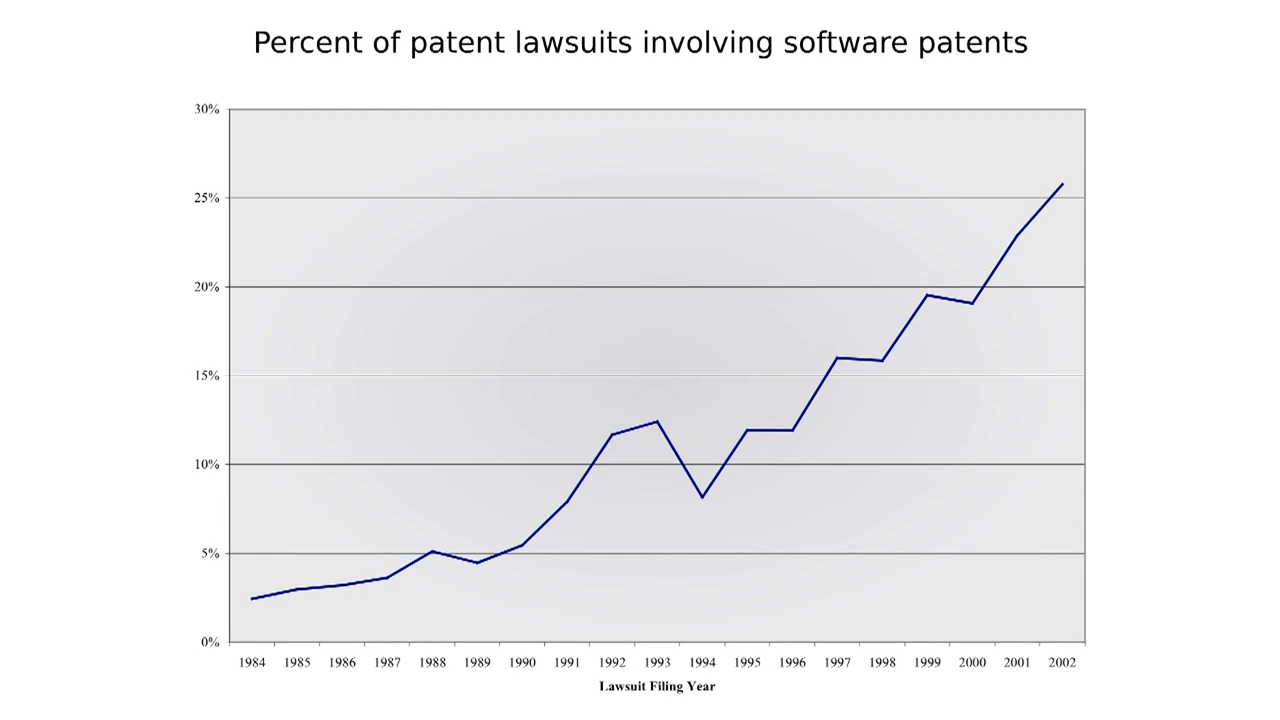 Percent of patent lawsuits involving software patents
30%
25%
20%
15%
10%
5%
0%
1984 1985 1986 1987 1988 1989 1990 1991 1992 1993 1994 1995 1996 1997 1998 1999 2000 2001 2002
Lawsuit Filing Year